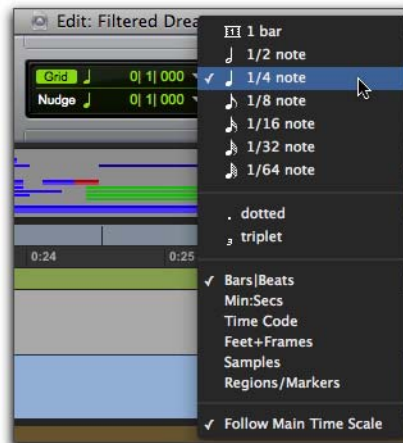 Edit: Filtered Drea
Grid 0| 1| 000
Nudge 0| 1| 000
0:24
0:25
1 bar
1/2 note
✓ 1/4 note
1/8 note
1/16 note
1/32 note
1/64 note
. dotted
3 triplet
✓ Bars|Beats
Min:Secs
Time Code
Feet+Frames
Samples
Regions/Markers
✓ Follow Main Time Scale